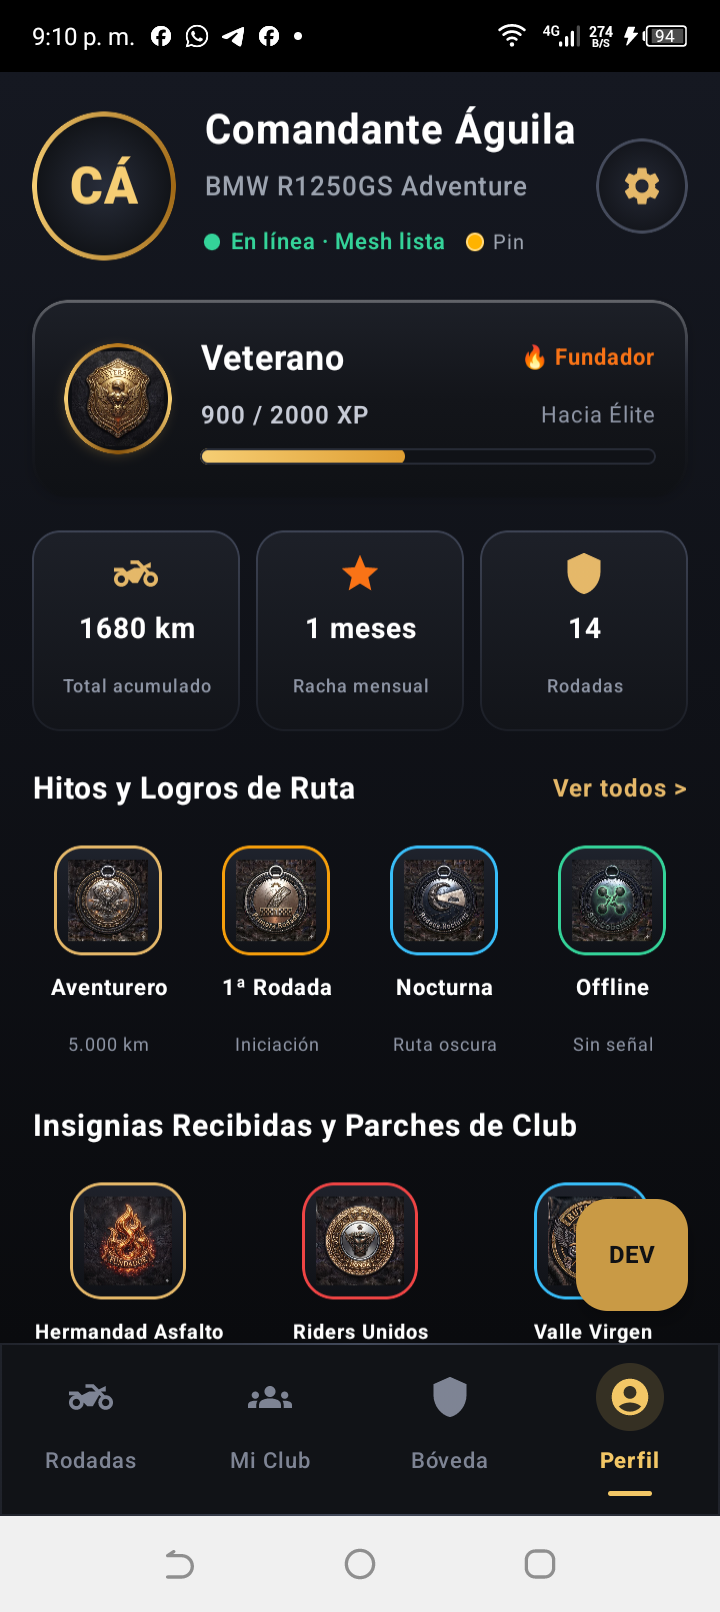 9:10 p. m.
4G
274
B/S
94
CÁ
Comandante Águila
BMW R1250GS Adventure
En línea · Mesh lista
Pin
Veterano
🔥 Fundador
900 / 2000 XP
Hacia Élite
1680 km
1 meses
14
Total acumulado
Racha mensual
Rodadas
Hitos y Logros de Ruta
Ver todos >
Aventurero
1ª Rodada
Nocturna
Offline
5.000 km
Iniciación
Ruta oscura
Sin señal
Insignias Recibidas y Parches de Club
FUNDADOR
DEV
Hermandad Asfalto
Riders Unidos
Valle Virgen
Rodadas
Mi Club
Bóveda
Perfil